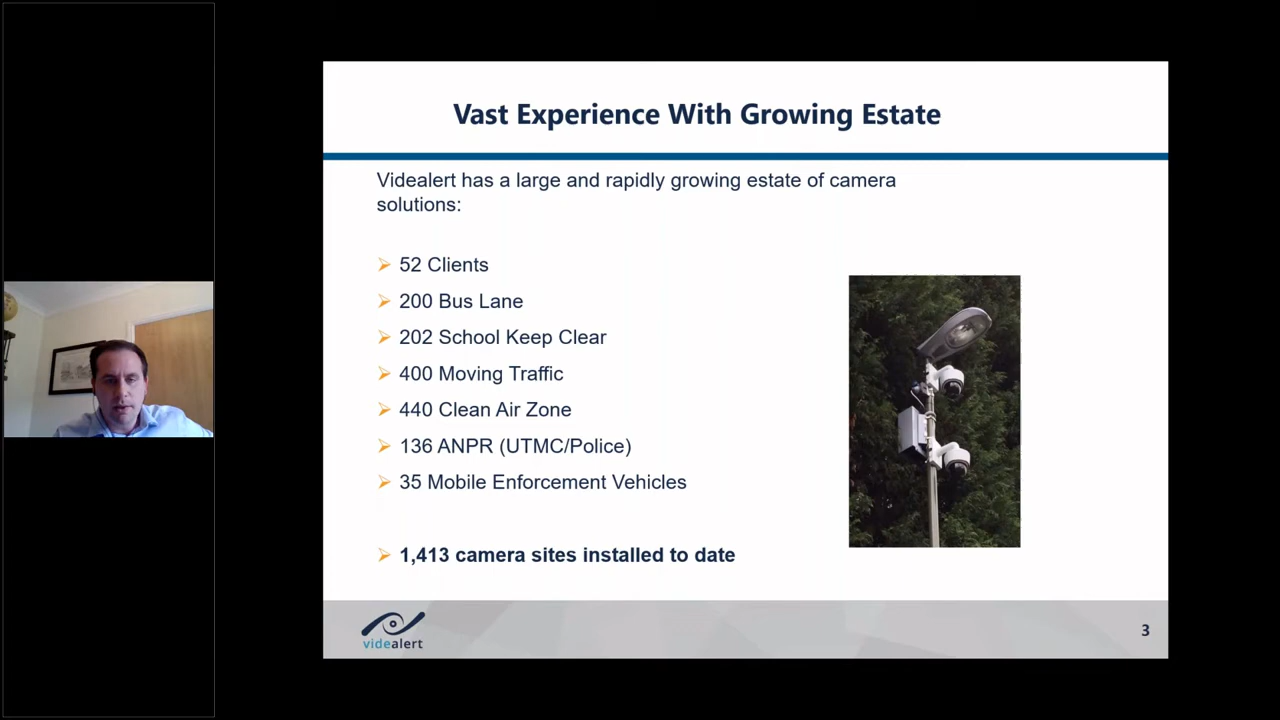 Vast Experience With Growing Estate
Videalert has a large and rapidly growing estate of camera
solutions:
52 Clients
200 Bus Lane
202 School Keep Clear
400 Moving Traffic
440 Clean Air Zone
136 ANPR (UTMC/Police)
35 Mobile Enforcement Vehicles
1,413 camera sites installed to date
videalert
3